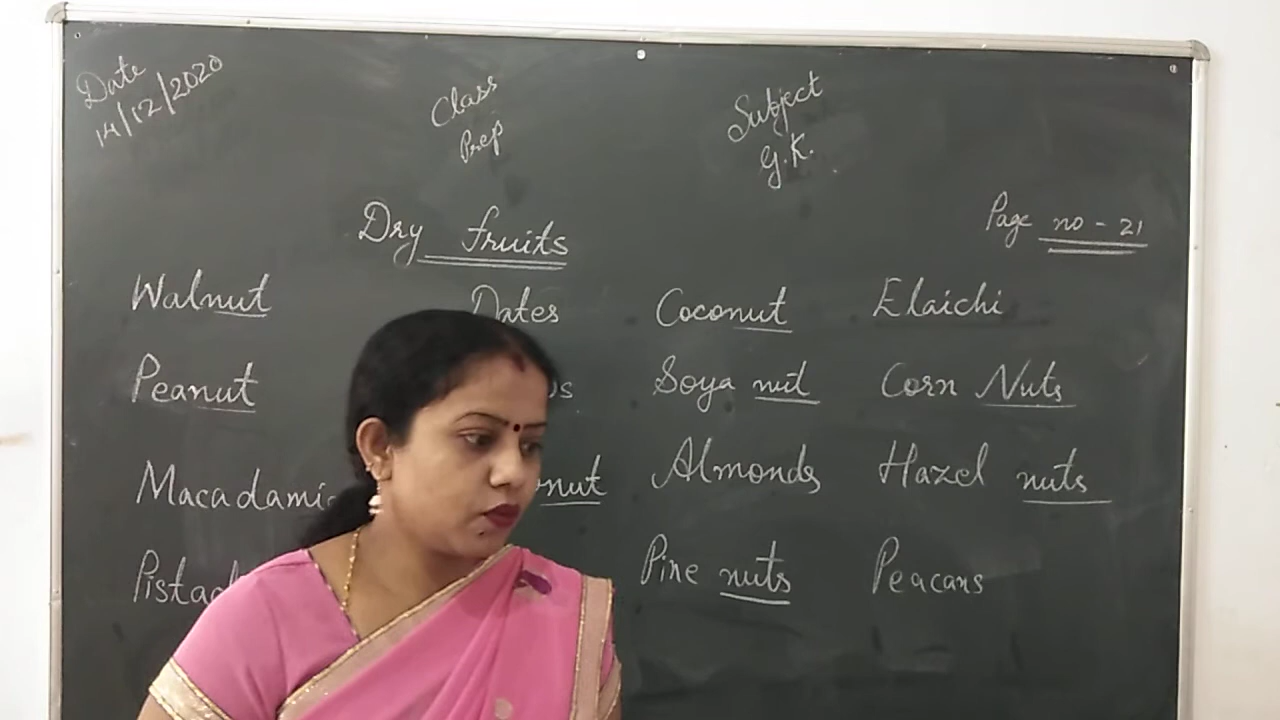 Date
14/12/2020
Class
Prep
Subject
G.K.
Dry fruits
Page no - 21
Walnut Dates Coconut Elaichi
Peanut Soya nut Corn Nuts
Almonds Hazel nuts
Pine nuts Peacans